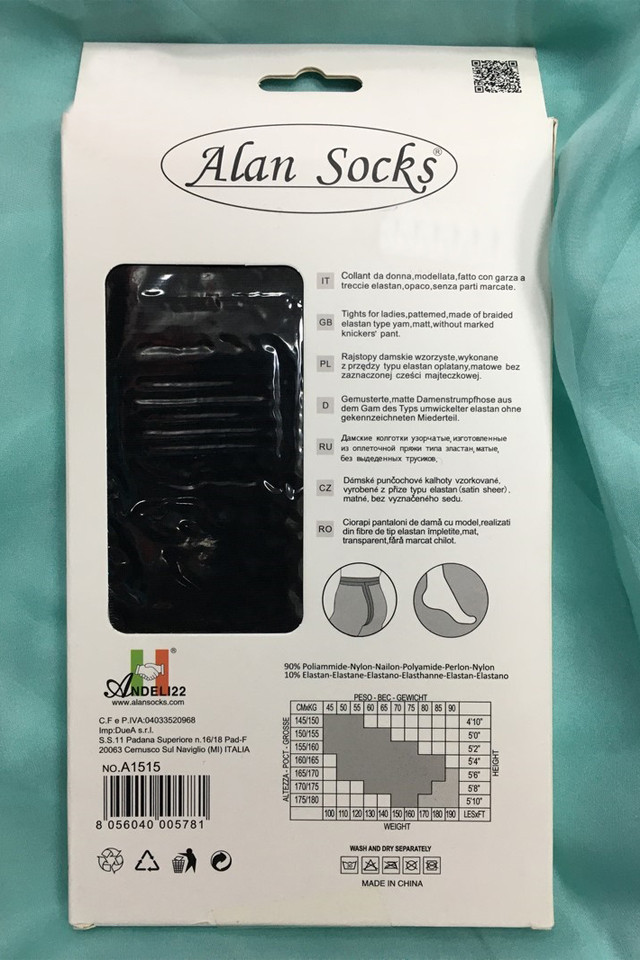 Alan Socks®
IT
Collant da donna,modellata,fatto con garza a
treccie elastan,opaco,senza parti marcate.
GB
Tights for ladies,pattemed,made of braided
elastan type yam,matt,without marked
knickers' pant.
PL
Rajstopy damskie wzorzyste,wykonane
z przędzy typu elastan oplatany,matowe bez
zaznaczonej cześci majteczkowej.
D
Gemusterte,matte Damenstrumpfhose aus
dem Gam des Typs umwickelter elastan ohne
gekennzeichneten Miederteil.
RU
Дамские колготки узорчатые,изготовленные
из оплеточной пряжи типа эластан,матые,
без выдеденных трусиков.
CZ
Dámské punčochové kalhoty vzorkované,
vyrobené z příze typu elastan(satin sheer),
matné,bez vyznačeného sedu.
RO
Ciorapi pantaloni de damă cu model,realizati
din fibre de tip elastan împletite,mat,
transparent,fără marcat chilot.
ANDELI22®
www.alansocks.com
C.F e P.IVA:04033520968
Imp:DueA s.r.l.
S.S.11 Padana Superiore n.16/18 Pad-F
20063 Cernusco Sul Naviglio (MI) ITALIA
NO.A1515
8 056040 005781
90% Poliammide-Nylon-Nailon-Polyamide-Perlon-Nylon
10% Elastan-Elastane-Elastano-Elasthanne-Elastan-Elastano
PESO - BEC - GEWICHT
CMxKG 45 50 55 60 65 70 75 80 85 90
145/150 4'10"
150/155 5'0"
155/160 5'2"
160/165 5'4"
165/170 5'6"
170/175 5'8"
175/180 5'10"
100 110 120 130 140 150 160 170 180 190 LESxFT
ALTEZZA - POCT - GROSSE
HEIGHT
WEIGHT
WASH AND DRY SEPARATELY
MADE IN CHINA